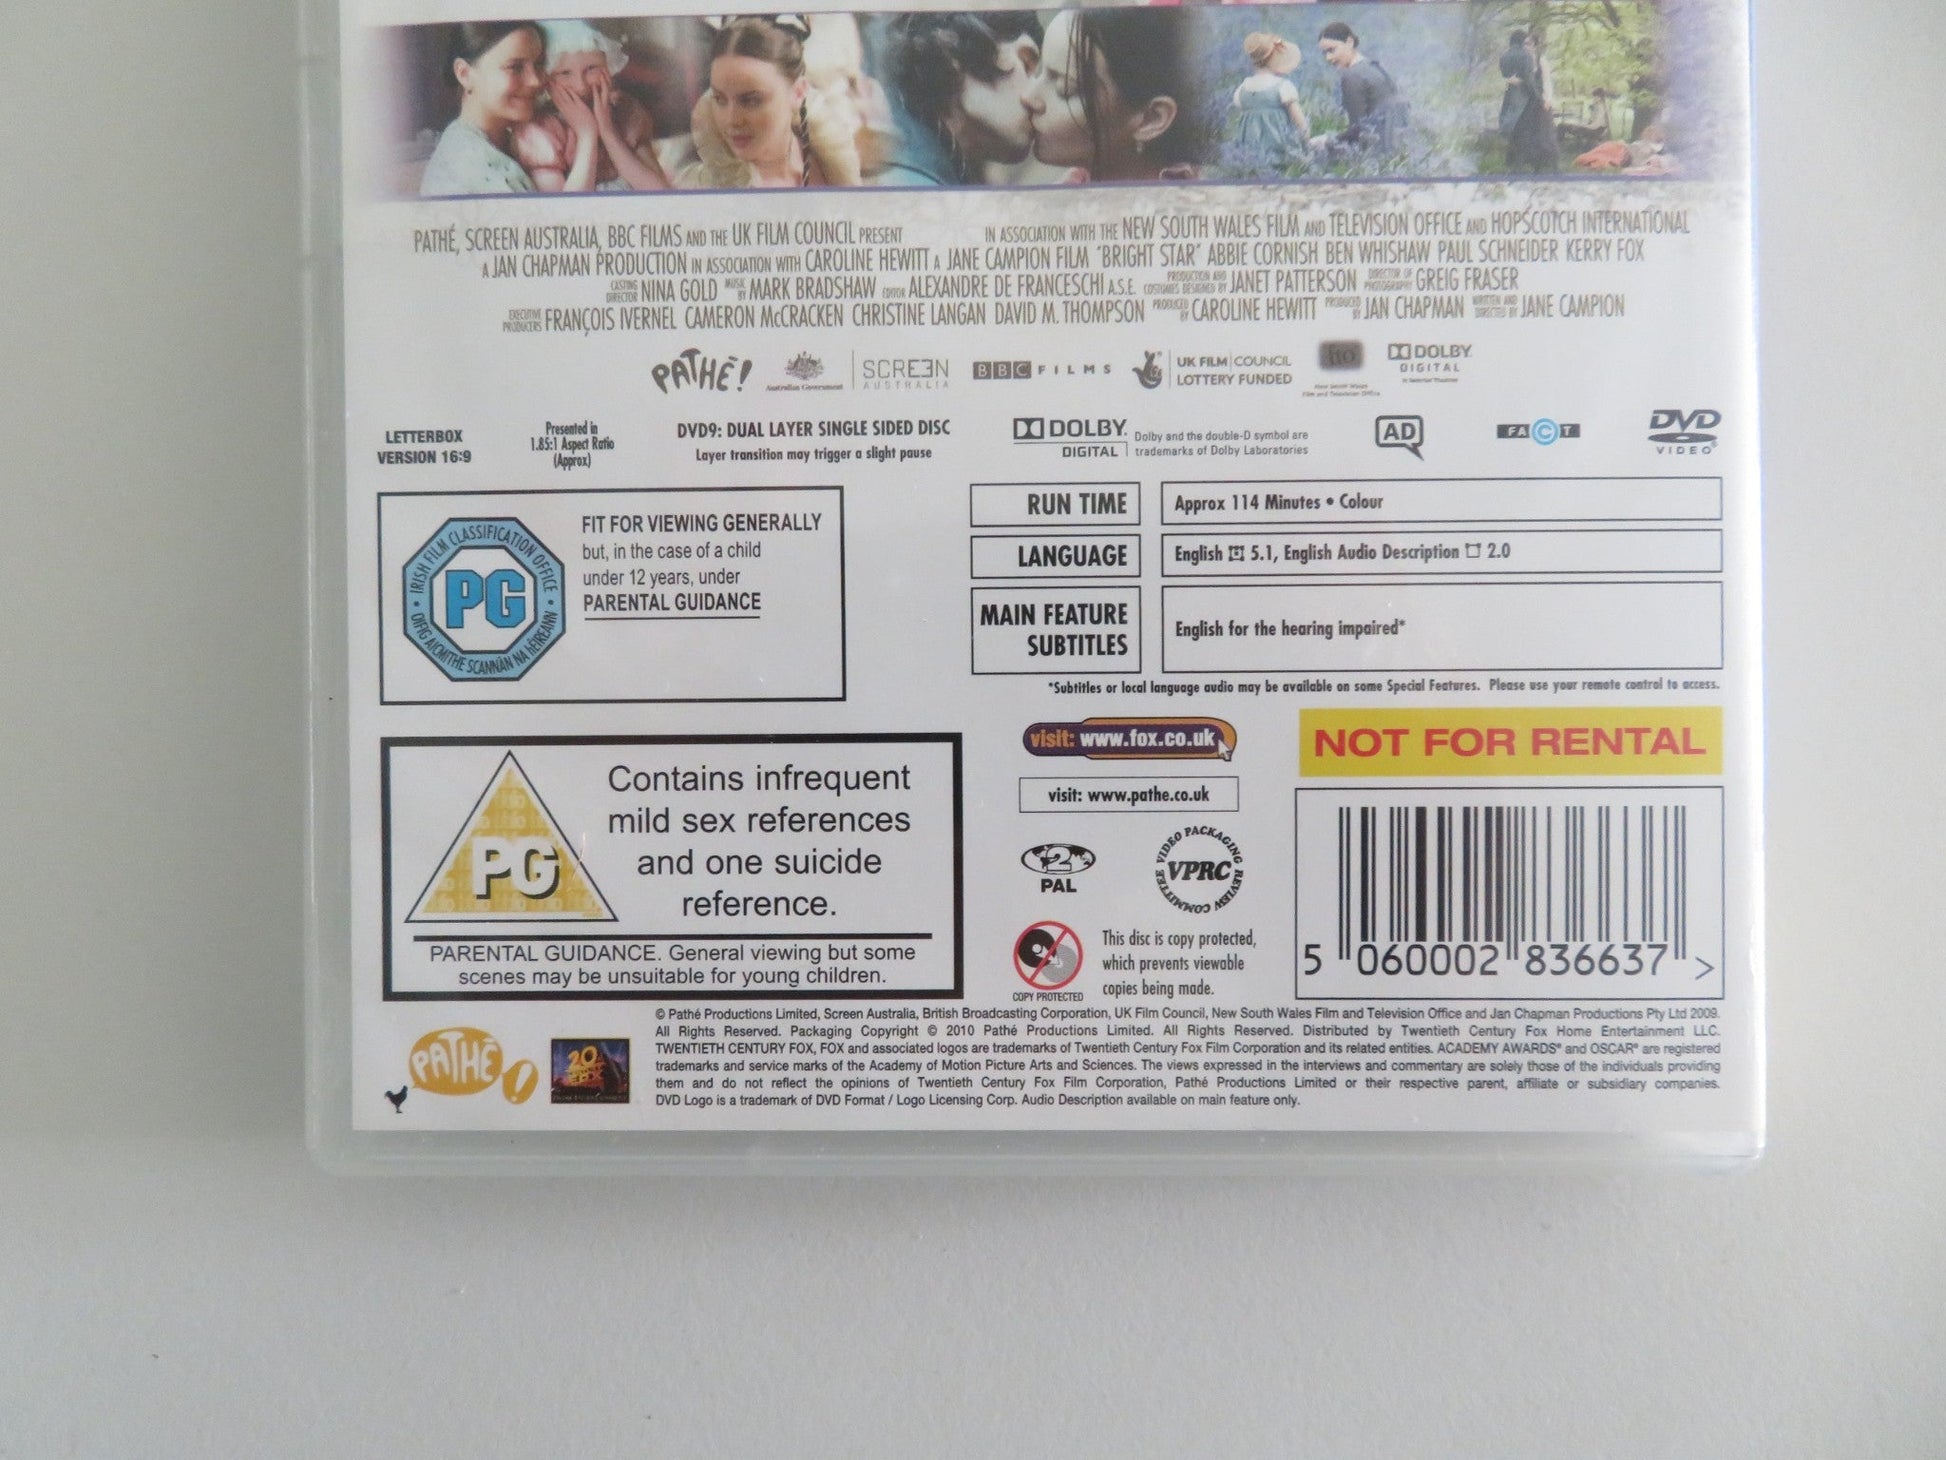 PATHÉ, SCREEN AUSTRALIA, BBC FILMS AND THE UK FILM COUNCIL PRESENT IN ASSOCIATION WITH THE NEW SOUTH WALES FILM AND TELEVISION OFFICE AND HOPSCOTCH INTERNATIONAL
A JAN CHAPMAN PRODUCTION IN ASSOCIATION WITH CAROLINE HEWITT A JANE CAMPION FILM "BRIGHT STAR" ABBIE CORNISH BEN WHISHAW PAUL SCHNEIDER KERRY FOX
CASTING DIRECTOR NINA GOLD MUSIC BY MARK BRADSHAW EDITOR ALEXANDRE DE FRANCESCHI A.S.E. PRODUCTION AND COSTUMES DESIGNED BY JANET PATTERSON DIRECTOR OF PHOTOGRAPHY GREIG FRASER
EXECUTIVE PRODUCERS FRANÇOIS IVERNEL CAMERON McCRACKEN CHRISTINE LANGAN DAVID M. THOMPSON PRODUCED BY CAROLINE HEWITT PRODUCED BY JAN CHAPMAN WRITTEN AND DIRECTED BY JANE CAMPION
PATHÉ!
Australian Government
SCREEN
AUSTRALIA
BBC FILMS
UK FILM COUNCIL
LOTTERY FUNDED
fto
New South Wales
Film and Television Office
DOLBY
DIGITAL
In Selected Theatres
LETTERBOX
VERSION 16:9
Presented in
1.85:1 Aspect Ratio
(Approx)
DVD9: DUAL LAYER SINGLE SIDED DISC
Layer transition may trigger a slight pause
DOLBY
DIGITAL
Dolby and the double-D symbol are
trademarks of Dolby Laboratories
AD
FACT
DVD
VIDEO
IRISH FILM CLASSIFICATION OFFICE
PG
OIFIG AICMITHE SCANNÁN NA hÉIREANN
FIT FOR VIEWING GENERALLY
but, in the case of a child
under 12 years, under
PARENTAL GUIDANCE
RUN TIME
Approx 114 Minutes • Colour
LANGUAGE
English 5.1, English Audio Description 2.0
MAIN FEATURE
SUBTITLES
English for the hearing impaired*
*Subtitles or local language audio may be available on some Special Features. Please use your remote control to access.
PG
Contains infrequent
mild sex references
and one suicide
reference.
PARENTAL GUIDANCE. General viewing but some
scenes may be unsuitable for young children.
visit: www.fox.co.uk
visit: www.pathe.co.uk
2
PAL
VIDEO PACKAGING REVIEW COMMITTEE
VPRC
COPY PROTECTED
This disc is copy protected,
which prevents viewable
copies being made.
NOT FOR RENTAL
5 060002 836637 >
PATHÉ!
20
CENTURY
FOX
© Pathé Productions Limited, Screen Australia, British Broadcasting Corporation, UK Film Council, New South Wales Film and Television Office and Jan Chapman Productions Pty Ltd 2009.
All Rights Reserved. Packaging Copyright © 2010 Pathé Productions Limited. All Rights Reserved. Distributed by Twentieth Century Fox Home Entertainment LLC.
TWENTIETH CENTURY FOX, FOX and associated logos are trademarks of Twentieth Century Fox Film Corporation and its related entities. ACADEMY AWARDS® and OSCAR® are registered
trademarks and service marks of the Academy of Motion Picture Arts and Sciences. The views expressed in the interviews and commentary are solely those of the individuals providing
them and do not reflect the opinions of Twentieth Century Fox Film Corporation, Pathé Productions Limited or their respective parent, affiliate or subsidiary companies.
DVD Logo is a trademark of DVD Format / Logo Licensing Corp. Audio Description available on main feature only.